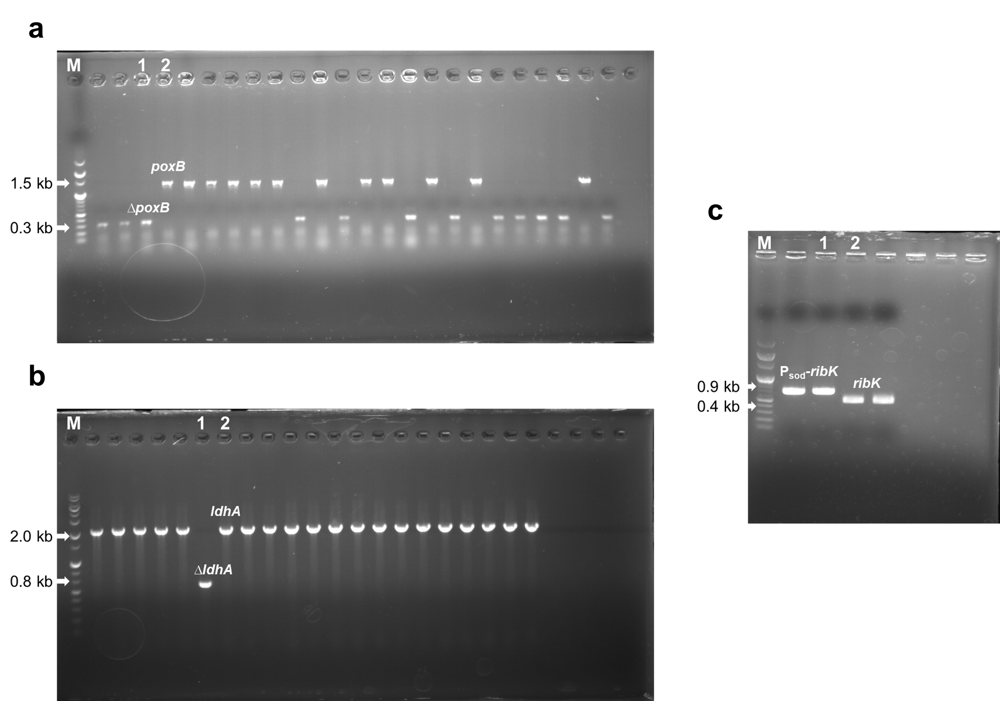 a
M 1 2
poxB
1.5 kb
ΔpoxB
0.3 kb
b
M 1 2
ldhA
2.0 kb
ΔldhA
0.8 kb
c
M 1 2
Psod-ribK
ribK
0.9 kb
0.4 kb